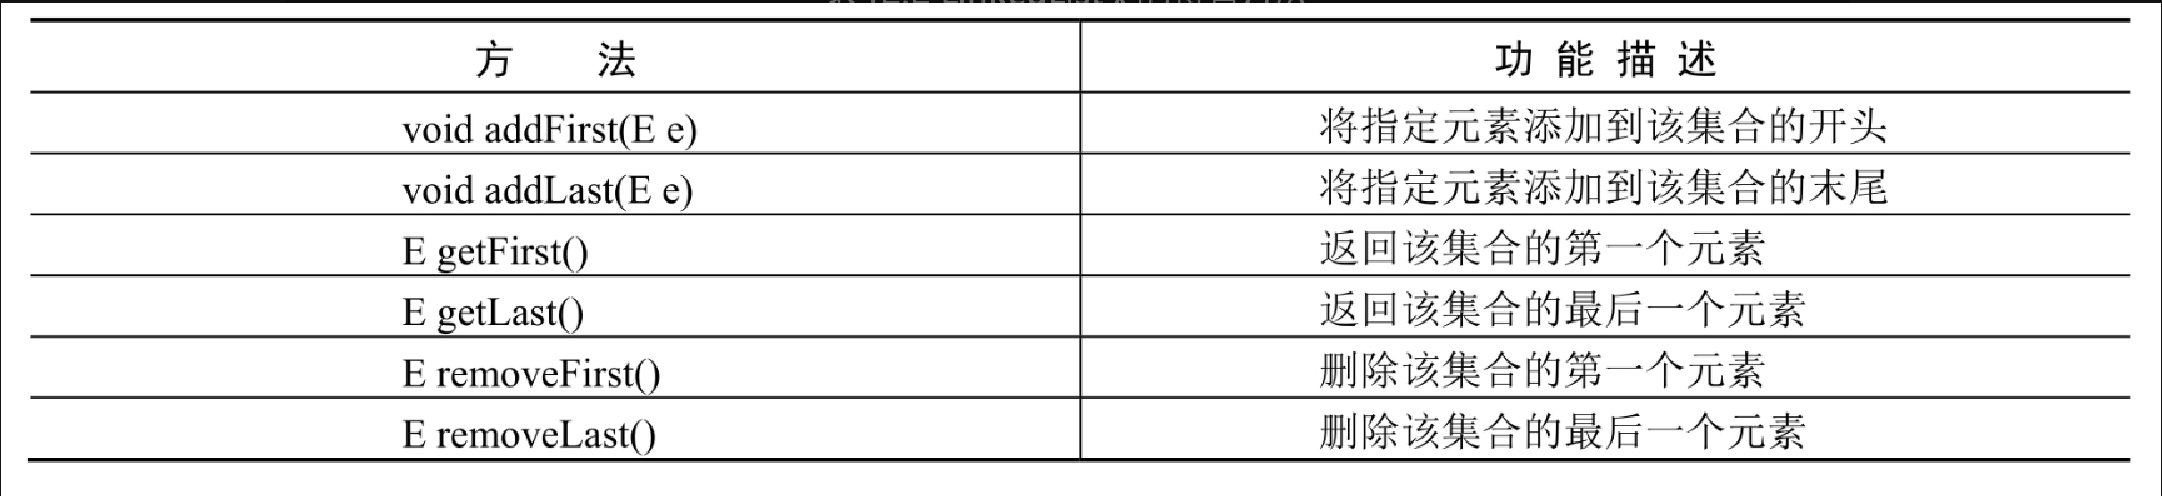 方 法 功 能 描 述
void addFirst(E e) 将指定元素添加到该集合的开头
void addLast(E e) 将指定元素添加到该集合的末尾
E getFirst() 返回该集合的第一个元素
E getLast() 返回该集合的最后一个元素
E removeFirst() 删除该集合的第一个元素
E removeLast() 删除该集合的最后一个元素